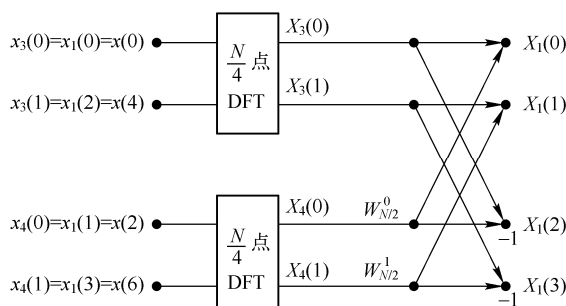 x₃(0)=x₁(0)=x(0)
X₃(0)
X₁(0)
N/4 点
DFT
x₃(1)=x₁(2)=x(4)
X₃(1)
X₁(1)
x₄(0)=x₁(1)=x(2)
X₄(0)
W⁰_{N/2}
-1
X₁(2)
N/4 点
DFT
x₄(1)=x₁(3)=x(6)
X₄(1)
W¹_{N/2}
-1
X₁(3)